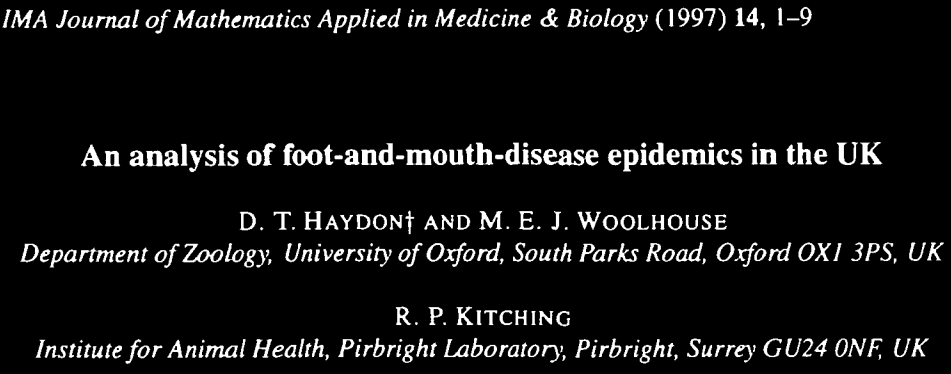 IMA Journal of Mathematics Applied in Medicine & Biology (1997) 14, 1–9
An analysis of foot-and-mouth-disease epidemics in the UK
D. T. HAYDON† AND M. E. J. WOOLHOUSE
Department of Zoology, University of Oxford, South Parks Road, Oxford OX1 3PS, UK
R. P. KITCHING
Institute for Animal Health, Pirbright Laboratory, Pirbright, Surrey GU24 0NF, UK